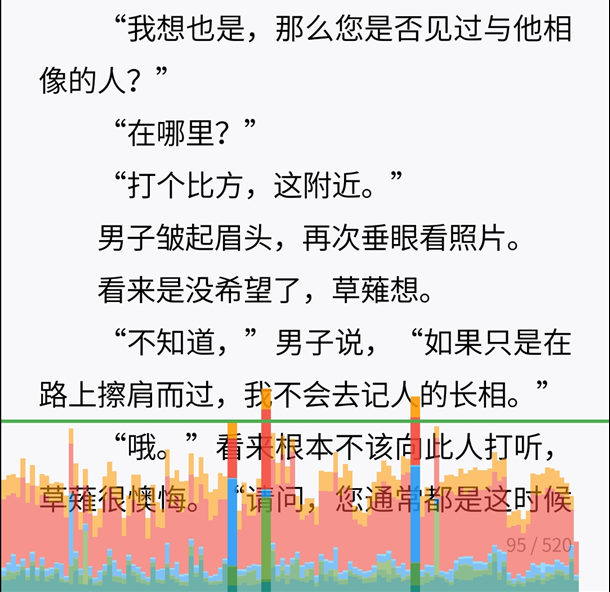 “我想也是，那么您是否见过与他相
像的人？”
“在哪里？”
“打个比方，这附近。”
男子皱起眉头，再次垂眼看照片。
看来是没希望了，草薙想。
“不知道，” 男子说， “如果只是在
路上擦肩而过，我不会去记人的长相。”
“哦。” 看来根本不该向此人打听，
草薙很懊悔。 “请问，您通常都是这时候
95 / 520